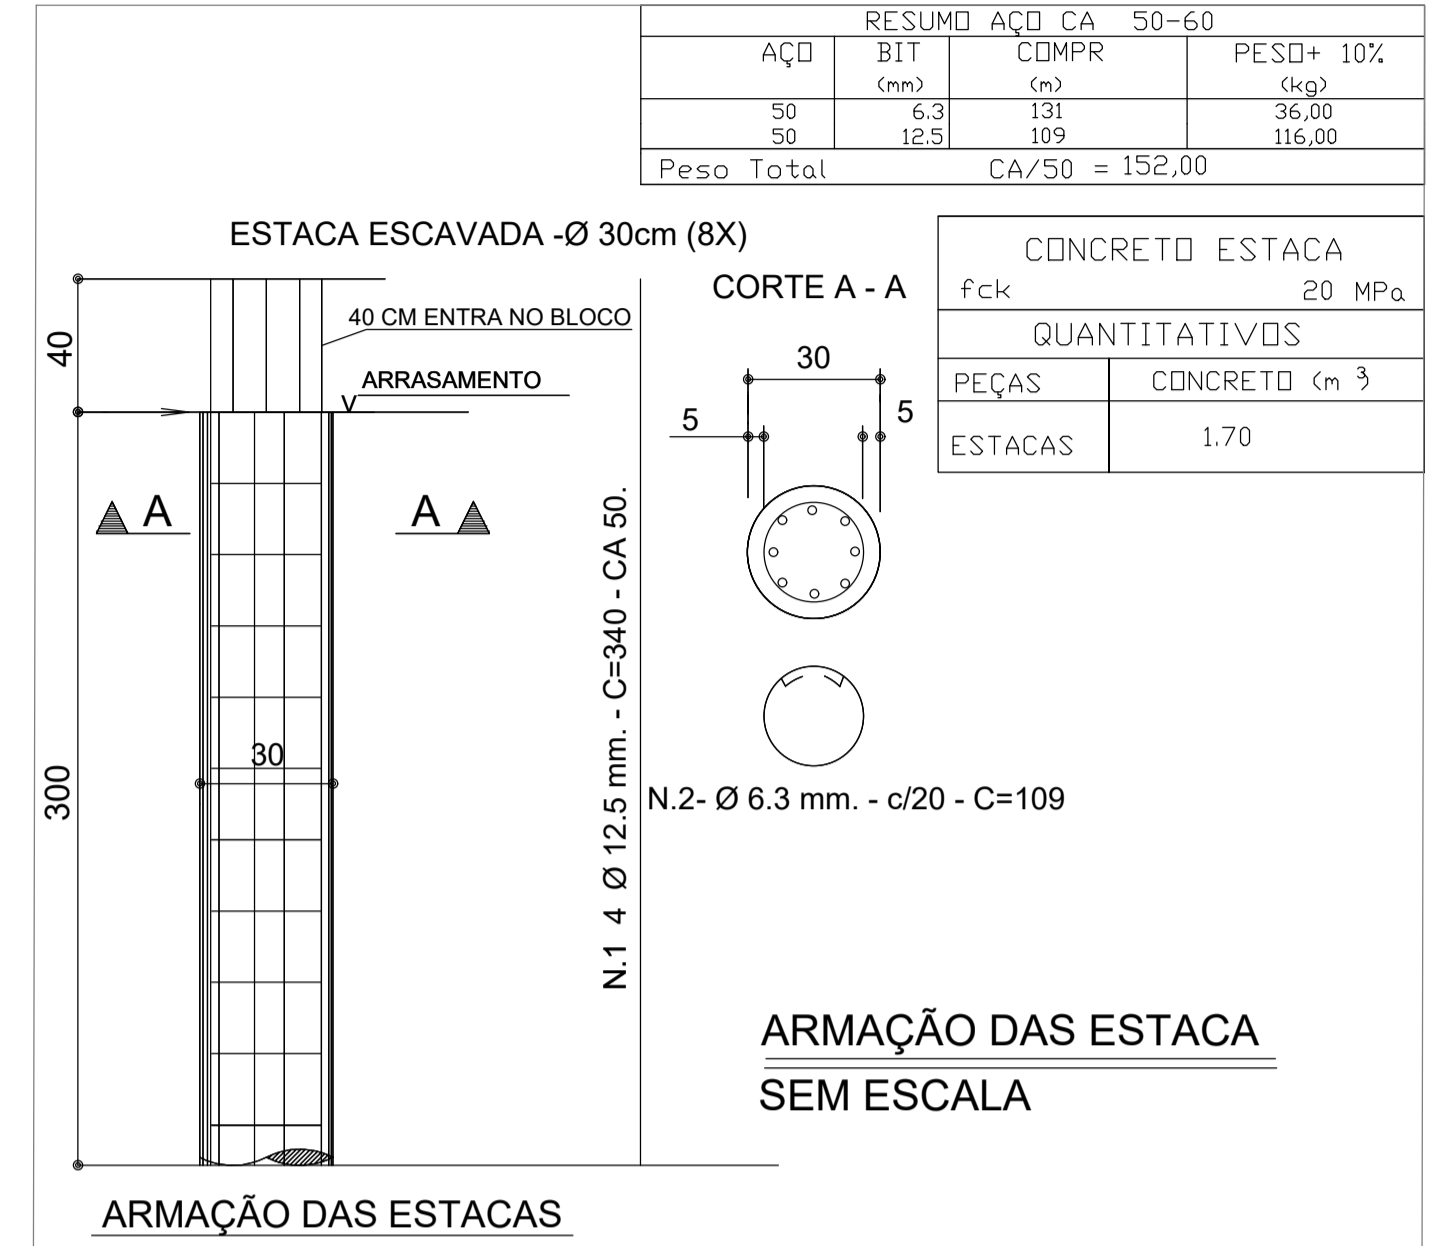 RESUMO AÇO CA 50-60
AÇO BIT COMPR PESO+ 10%
(mm) (m) (kg)
50 6.3 131 36,00
50 12.5 109 116,00
Peso Total CA/50 = 152,00
ESTACA ESCAVADA -Ø 30cm (8X)
CONCRETO ESTACA
fck 20 MPa
QUANTITATIVOS
PEÇAS CONCRETO (m ³)
ESTACAS 1.70
CORTE A - A
40
40 CM ENTRA NO BLOCO
ARRASAMENTO
V
30
5 5
A A
30
300
N.1 4 Ø 12.5 mm. - C=340 - CA 50.
N.2- Ø 6.3 mm. - c/20 - C=109
ARMAÇÃO DAS ESTACA
SEM ESCALA
ARMAÇÃO DAS ESTACAS